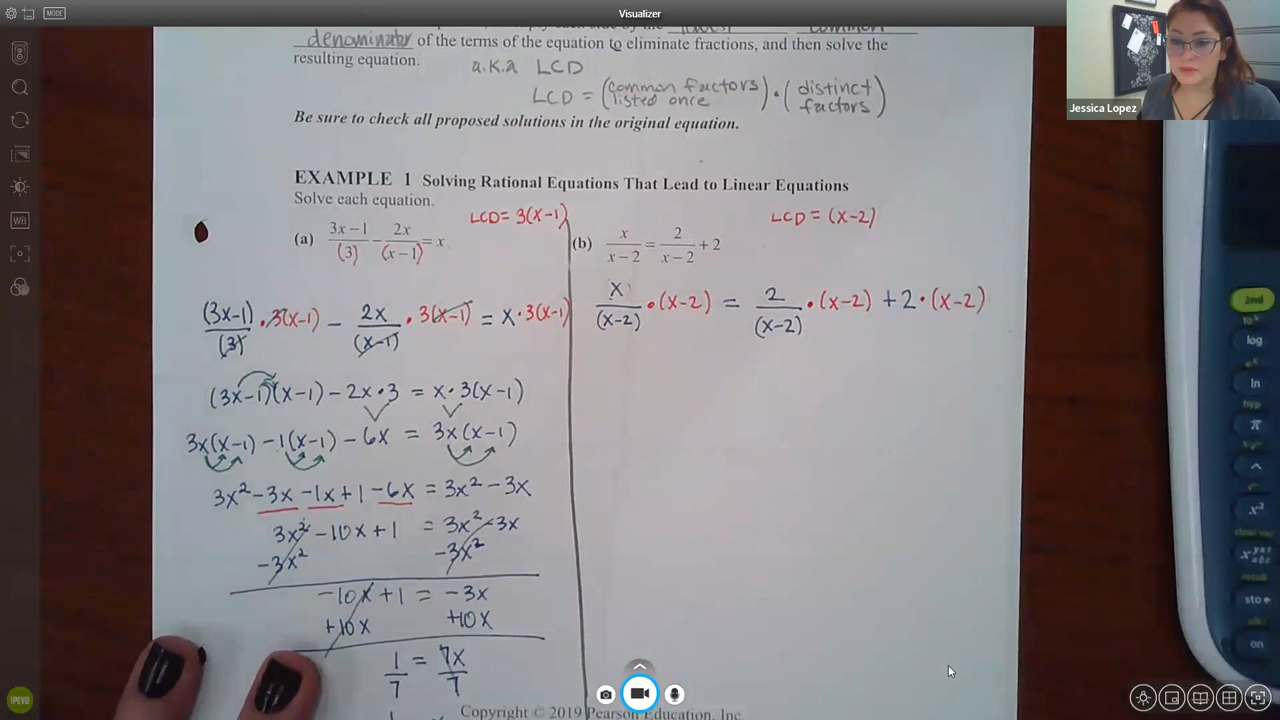 MODE
Visualizer
denominator of the terms of the equation to eliminate fractions, and then solve the
resulting equation. a.k.a LCD
LCD = (common factors listed once) • (distinct factors)
Be sure to check all proposed solutions in the original equation.
Jessica Lopez
EXAMPLE 1 Solving Rational Equations That Lead to Linear Equations
Solve each equation.
LCD = 3(x-1)
(a) (3x-1)/(3) - 2x/(x-1) = x
(3x-1)/(3) • 3(x-1) - 2x/(x-1) • 3(x-1) = x • 3(x-1)
(3x-1)(x-1) - 2x • 3 = x • 3(x-1)
3x(x-1) - 1(x-1) - 6x = 3x(x-1)
3x² - 3x - 1x + 1 - 6x = 3x² - 3x
3x² - 10x + 1 = 3x² - 3x
-3x² -3x²
-10x + 1 = -3x
+10x +10x
1/7 = 7x/7
LCD = (x-2)
(b) x/(x-2) = 2/(x-2) + 2
x/(x-2) • (x-2) = 2/(x-2) • (x-2) + 2 • (x-2)
Copyright © 2019 Pearson Education, Inc.
2nd
log
ln
hyp
π
^
x²
sto
on
WB
IPEVO